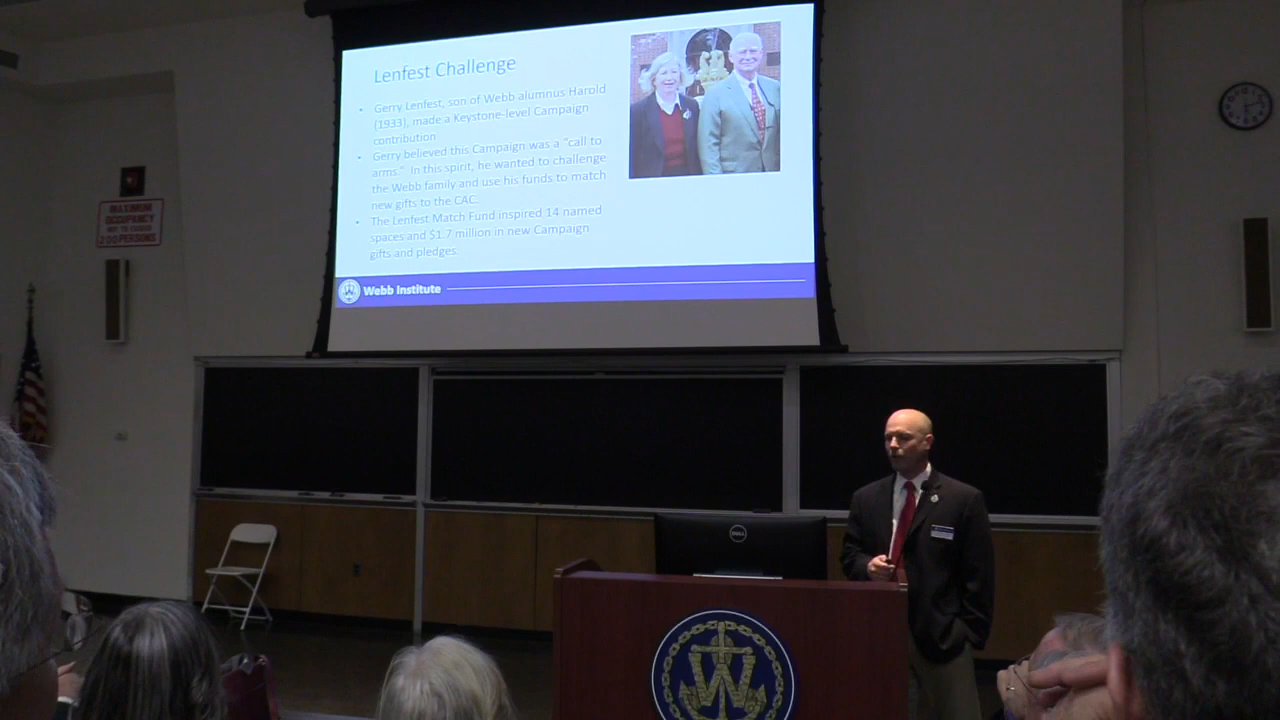 Lenfest Challenge
• Gerry Lenfest, son of Webb alumnus Harold
(1933), made a Keystone-level Campaign
contribution
• Gerry believed this Campaign was a "call to
arms." In this spirit, he wanted to challenge
the Webb family and use his funds to match
new gifts to the CAC.
• The Lenfest Match Fund inspired 14 named
spaces and $1.7 million in new Campaign
gifts and pledges.
Webb Institute
MAXIMUM
OCCUPANCY
NOT TO EXCEED
200 PERSONS
DELL
W